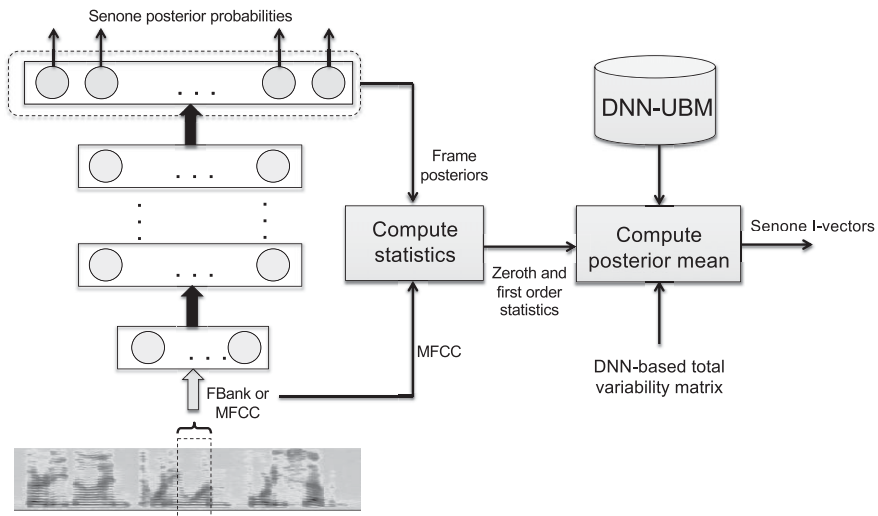 Senone posterior probabilities
. . .
DNN-UBM
. . .
Frame
posteriors
. . .
Compute
statistics
Compute
posterior mean
Senone I-vectors
Zeroth and
first order
statistics
. . .
MFCC
DNN-based total
variability matrix
FBank or
MFCC